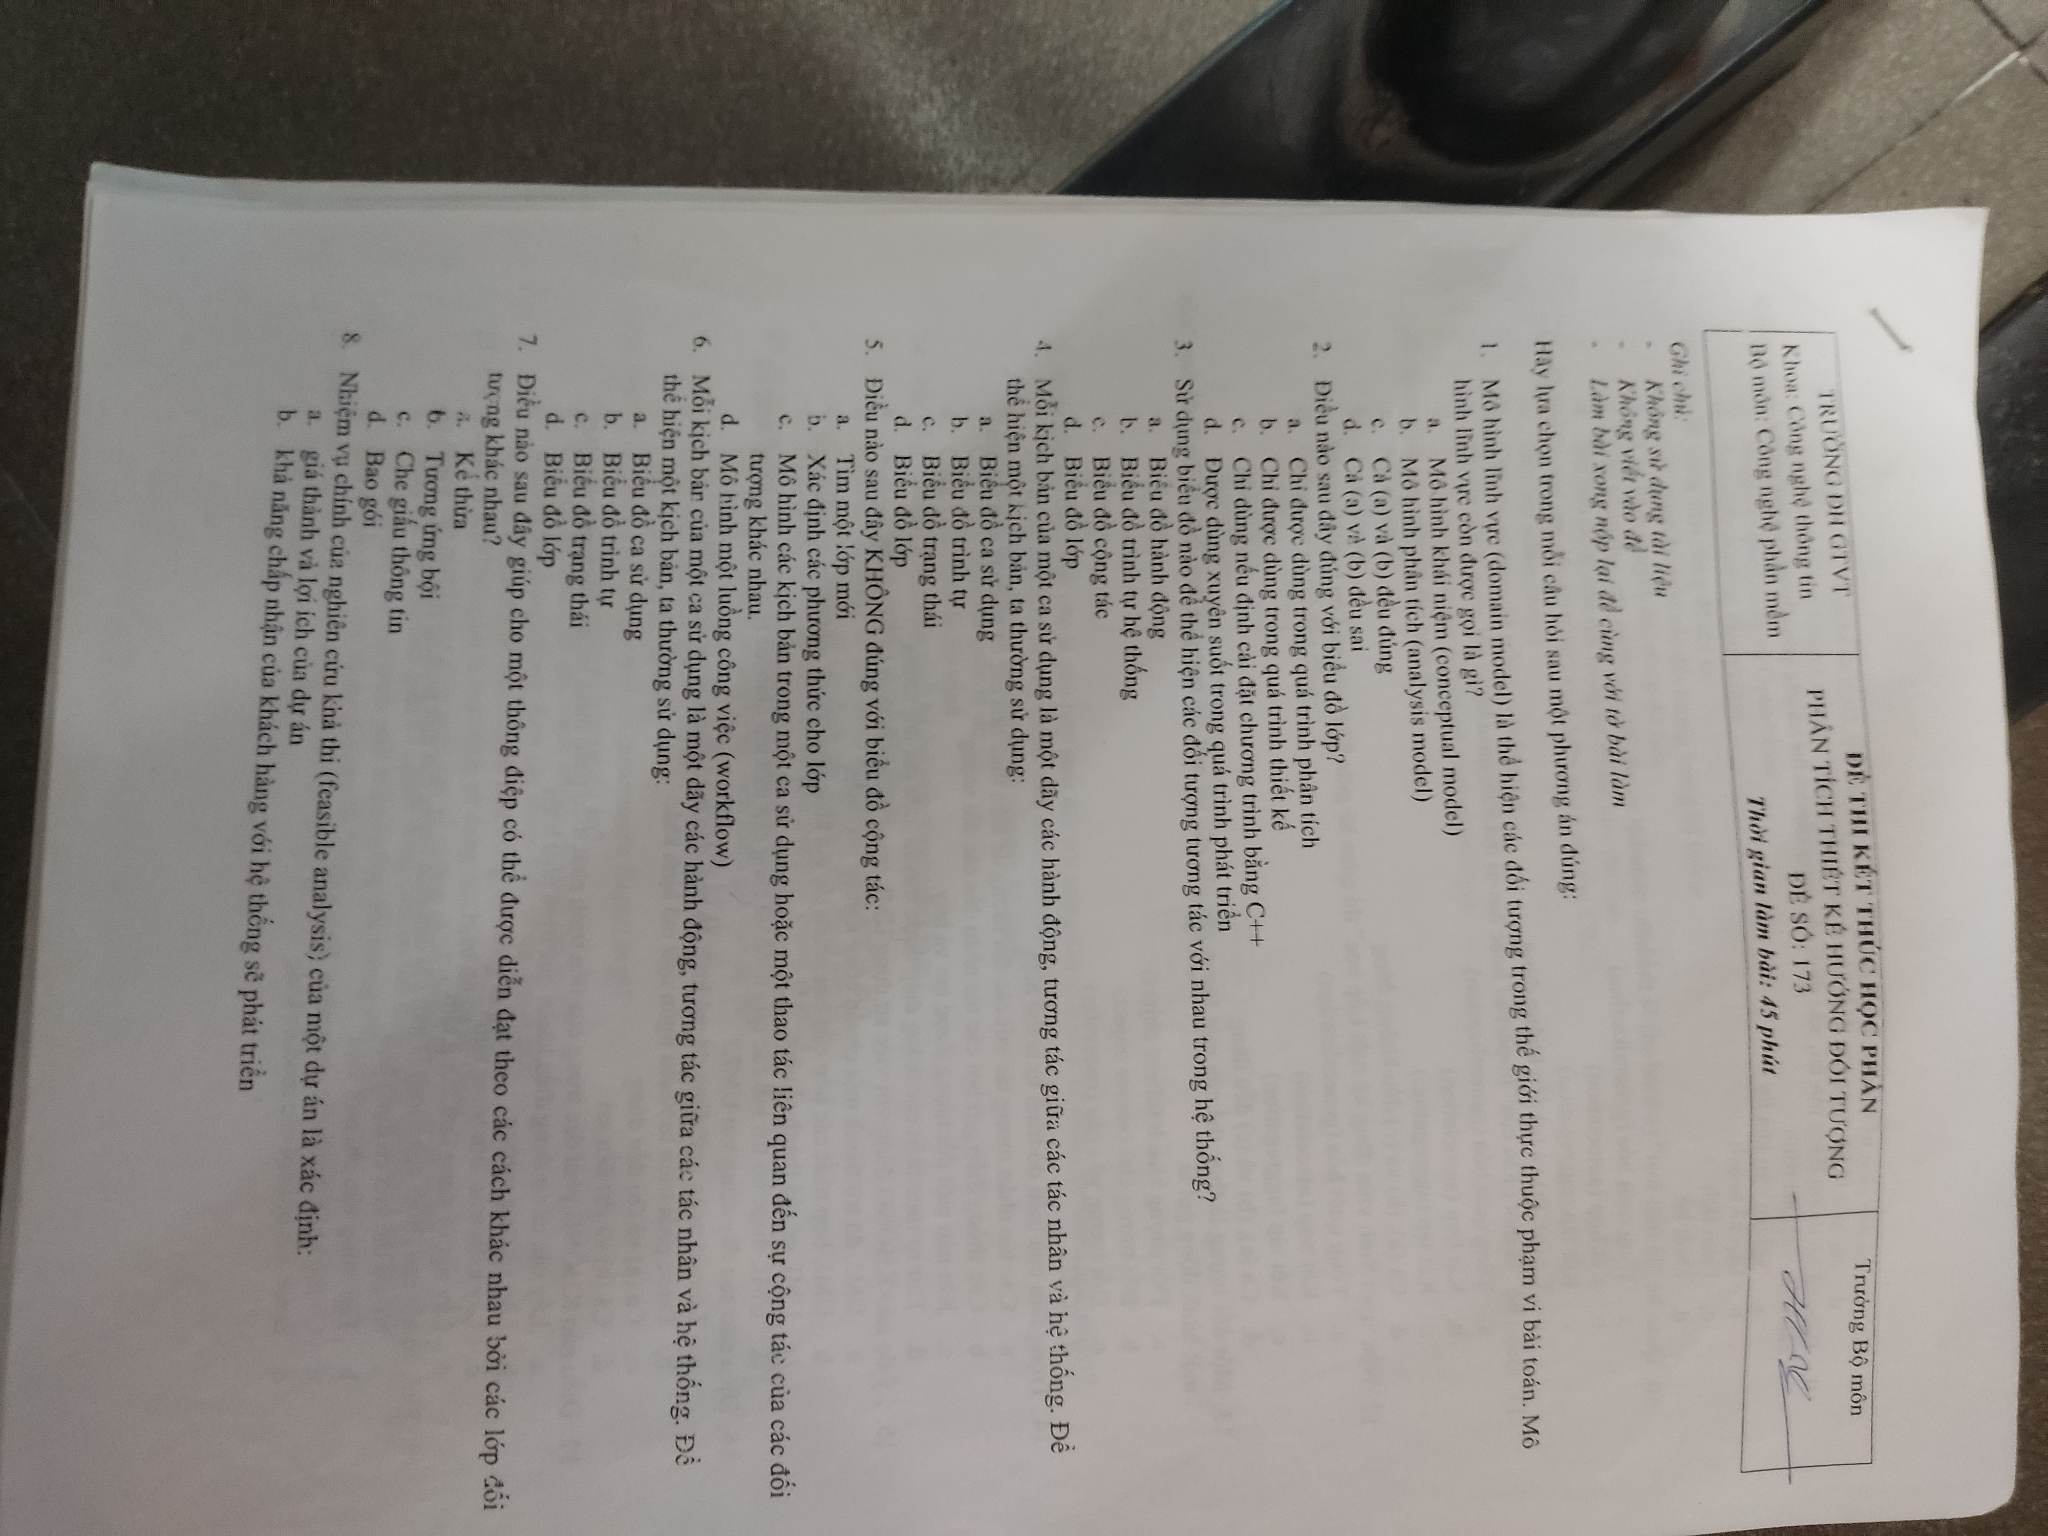 TRƯỜNG ĐH GTVT
Khoa: Công nghệ thông tin
Bộ môn: Công nghệ phần mềm
ĐỀ THI KẾT THÚC HỌC PHẦN
PHÂN TÍCH THIẾT KẾ HƯỚNG ĐỐI TƯỢNG
ĐỀ SỐ: 173
Thời gian làm bài: 45 phút
Trưởng Bộ môn
Ghi chú:
- Không sử dụng tài liệu
- Không viết vào đề
- Làm bài xong nộp lại đề cùng với tờ bài làm
Hãy lựa chọn trong mỗi câu hỏi sau một phương án đúng:
1. Mô hình lĩnh vực (domain model) là thể hiện các đối tượng trong thế giới thực thuộc phạm vi bài toán. Mô
hình lĩnh vực còn được gọi là gì?
a. Mô hình khái niệm (conceptual model)
b. Mô hình phân tích (analysis model)
c. Cả (a) và (b) đều đúng
d. Cả (a) và (b) đều sai
2. Điều nào sau đây đúng với biểu đồ lớp?
a. Chỉ được dùng trong quá trình phân tích
b. Chỉ được dùng trong quá trình thiết kế
c. Chỉ dùng nếu định cài đặt chương trình bằng C++
d. Được dùng xuyên suốt trong quá trình phát triển
3. Sử dụng biểu đồ nào để thể hiện các đối tượng tương tác với nhau trong hệ thống?
a. Biểu đồ hành động
b. Biểu đồ trình tự hệ thống
c. Biểu đồ cộng tác
d. Biểu đồ lớp
4. Mỗi kịch bản của một ca sử dụng là một dãy các hành động, tương tác giữa các tác nhân và hệ thống. Để
thể hiện một kịch bản, ta thường sử dụng:
a. Biểu đồ ca sử dụng
b. Biểu đồ trình tự
c. Biểu đồ trạng thái
d. Biểu đồ lớp
5. Điều nào sau đây KHÔNG đúng với biểu đồ cộng tác:
a. Tìm một lớp mới
b. Xác định các phương thức cho lớp
c. Mô hình các kịch bản trong một ca sử dụng hoặc một thao tác liên quan đến sự cộng tác của các đối
tượng khác nhau.
d. Mô hình một luồng công việc (workflow)
6. Mỗi kịch bản của một ca sử dụng là một dãy các hành động, tương tác giữa các tác nhân và hệ thống. Để
thể hiện một kịch bản, ta thường sử dụng:
a. Biểu đồ ca sử dụng
b. Biểu đồ trình tự
c. Biểu đồ trạng thái
d. Biểu đồ lớp
7. Điều nào sau đây giúp cho một thông điệp có thể được diễn đạt theo các cách khác nhau bởi các lớp đối
tượng khác nhau?
a. Kế thừa
b. Tương ứng bội
c. Che giấu thông tin
d. Bao gói
8. Nhiệm vụ chính của nghiên cứu khả thi (feasible analysis) của một dự án là xác định:
a. giá thành và lợi ích của dự án
b. khả năng chấp nhận của khách hàng với hệ thống sẽ phát triển